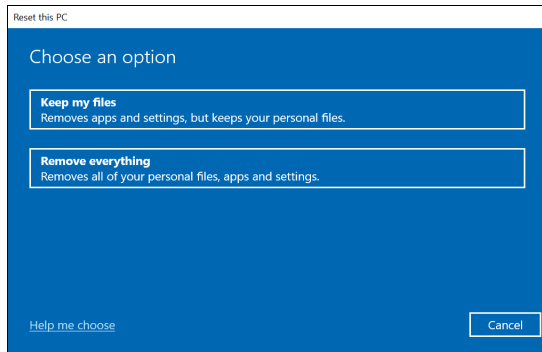 Reset this PC
Choose an option
Keep my files
Removes apps and settings, but keeps your personal files.
Remove everything
Removes all of your personal files, apps and settings.
Help me choose
Cancel